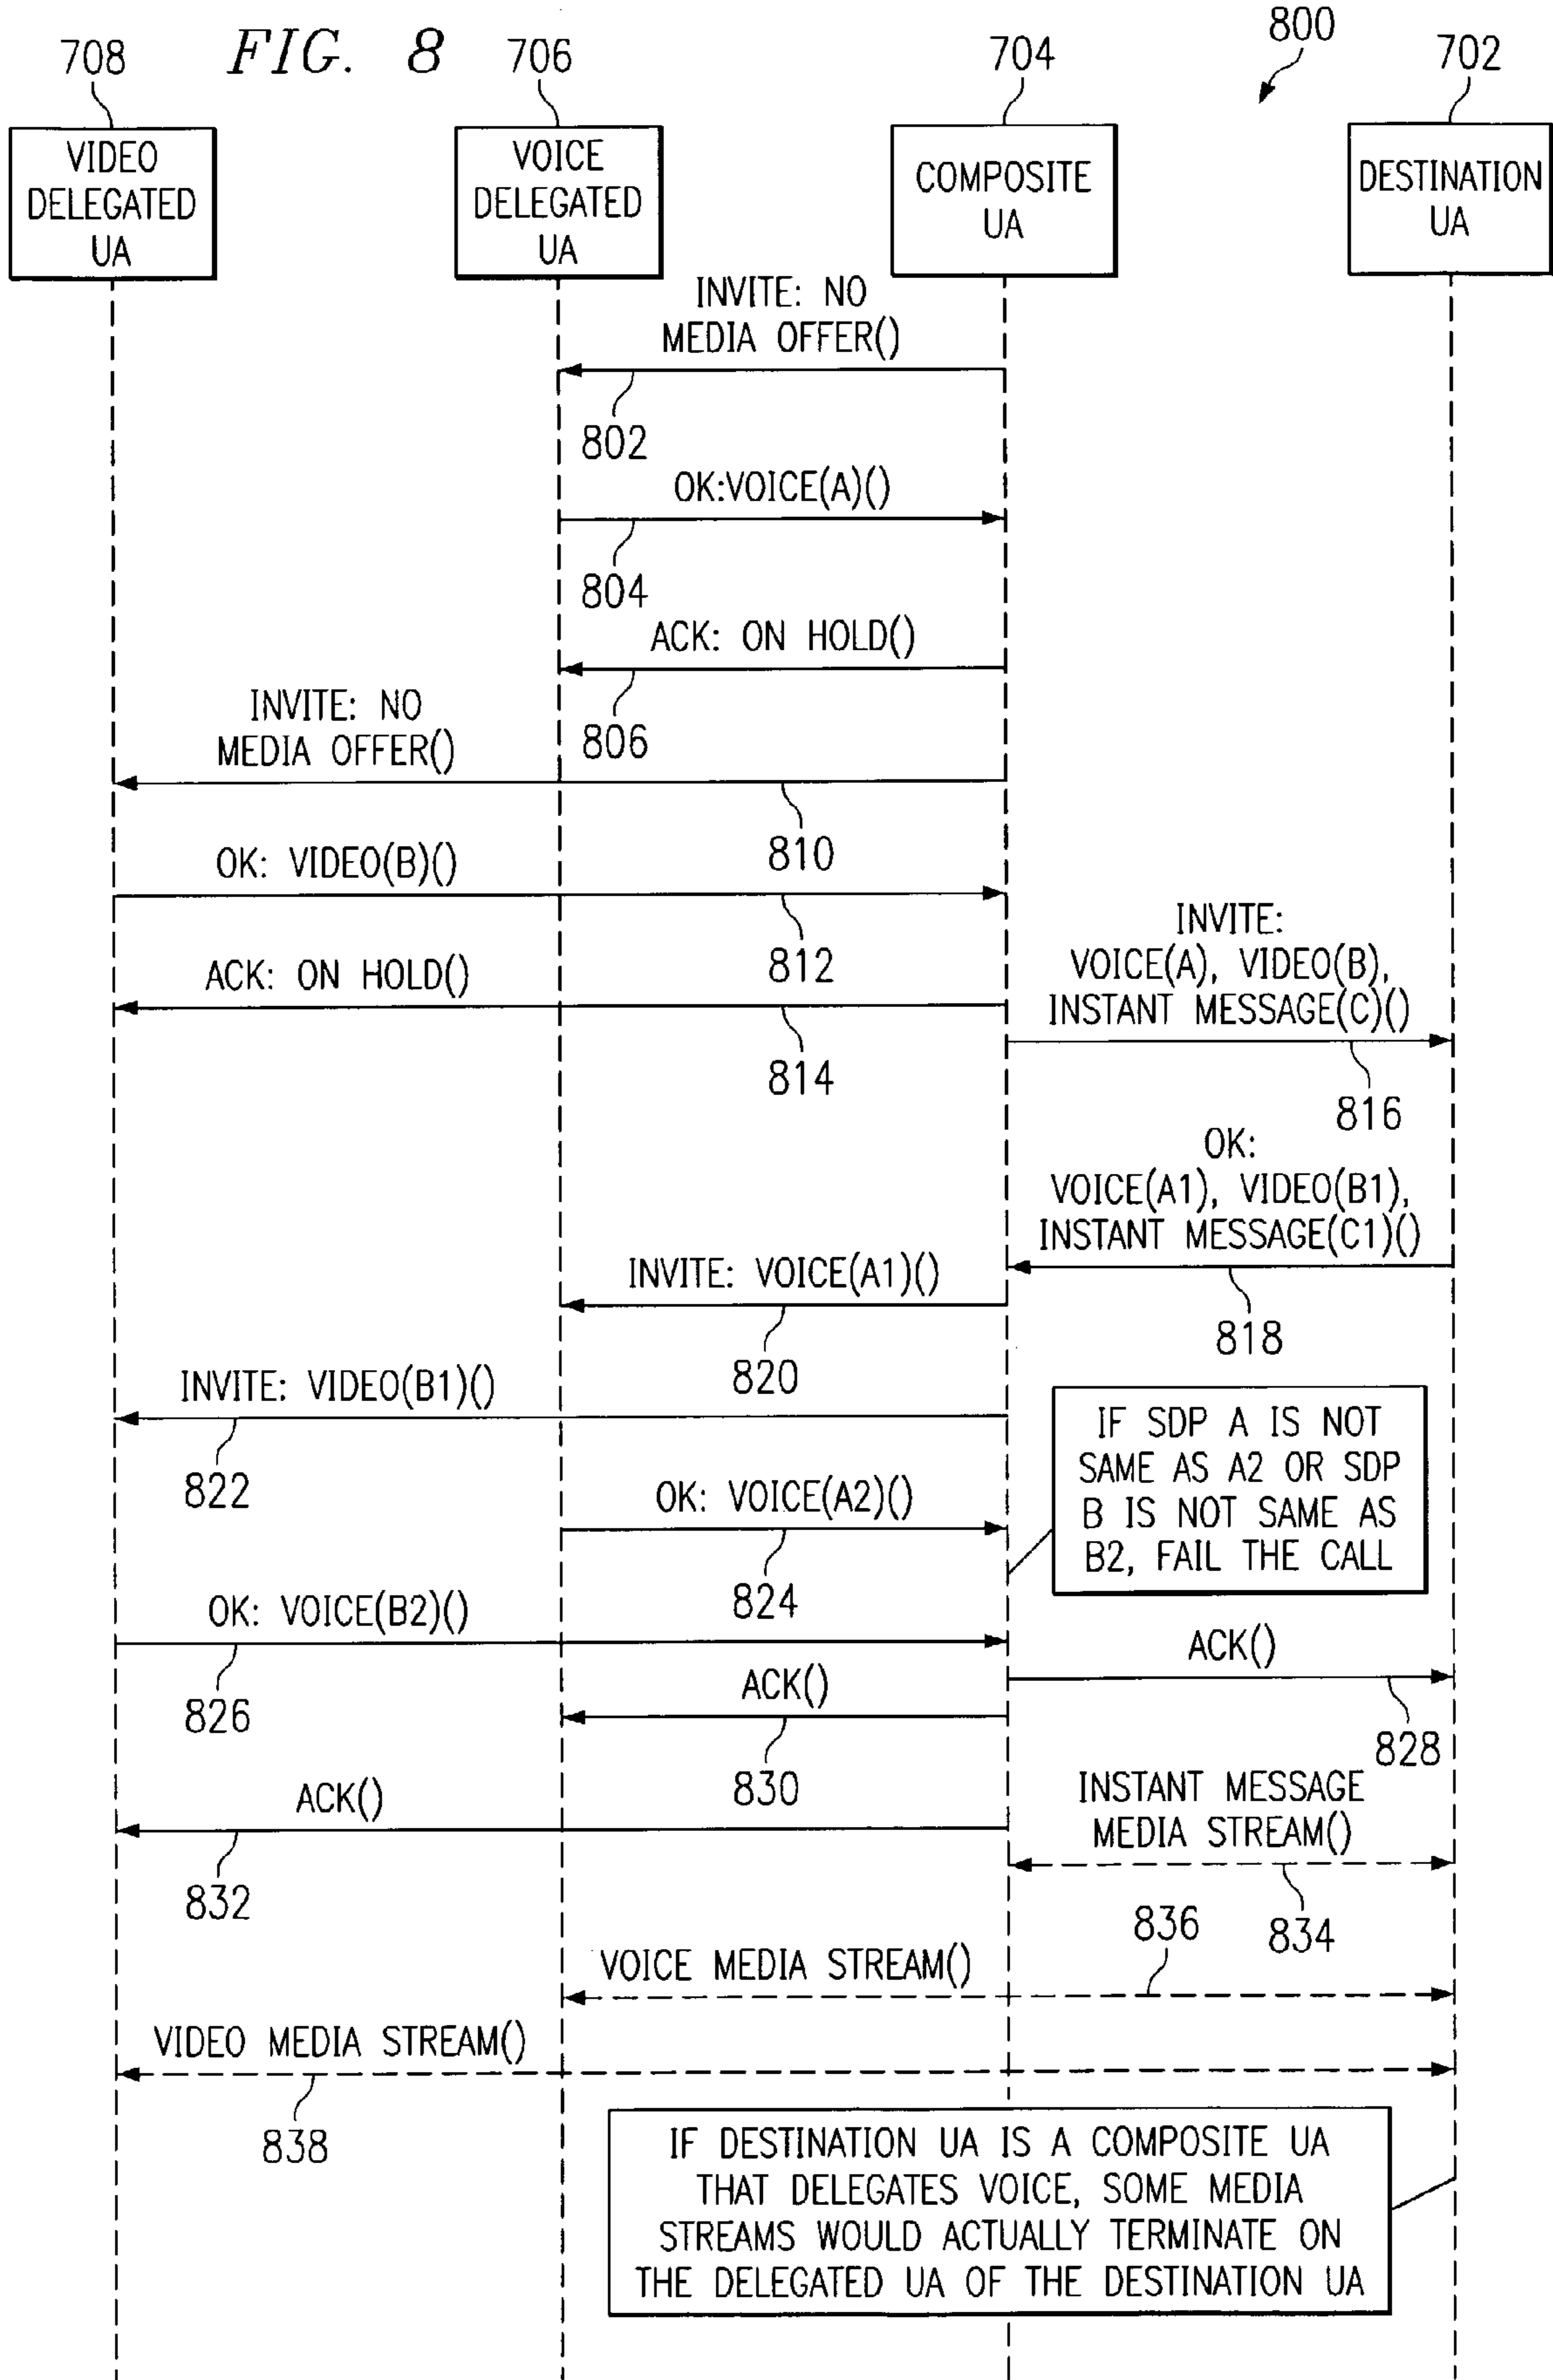 FIG. 8
800
708
706
704
702
VIDEO
DELEGATED
UA
VOICE
DELEGATED
UA
COMPOSITE
UA
DESTINATION
UA
INVITE: NO
MEDIA OFFER()
802
OK:VOICE(A)()
804
ACK: ON HOLD()
806
INVITE: NO
MEDIA OFFER()
810
OK: VIDEO(B)()
812
ACK: ON HOLD()
814
INVITE:
VOICE(A), VIDEO(B),
INSTANT MESSAGE(C)()
816
OK:
VOICE(A1), VIDEO(B1),
INSTANT MESSAGE(C1)()
818
INVITE: VOICE(A1)()
820
INVITE: VIDEO(B1)()
822
IF SDP A IS NOT
SAME AS A2 OR SDP
B IS NOT SAME AS
B2, FAIL THE CALL
OK: VOICE(A2)()
824
OK: VOICE(B2)()
826
ACK()
828
ACK()
830
ACK()
832
INSTANT MESSAGE
MEDIA STREAM()
834
836
VOICE MEDIA STREAM()
VIDEO MEDIA STREAM()
838
IF DESTINATION UA IS A COMPOSITE UA
THAT DELEGATES VOICE, SOME MEDIA
STREAMS WOULD ACTUALLY TERMINATE ON
THE DELEGATED UA OF THE DESTINATION UA